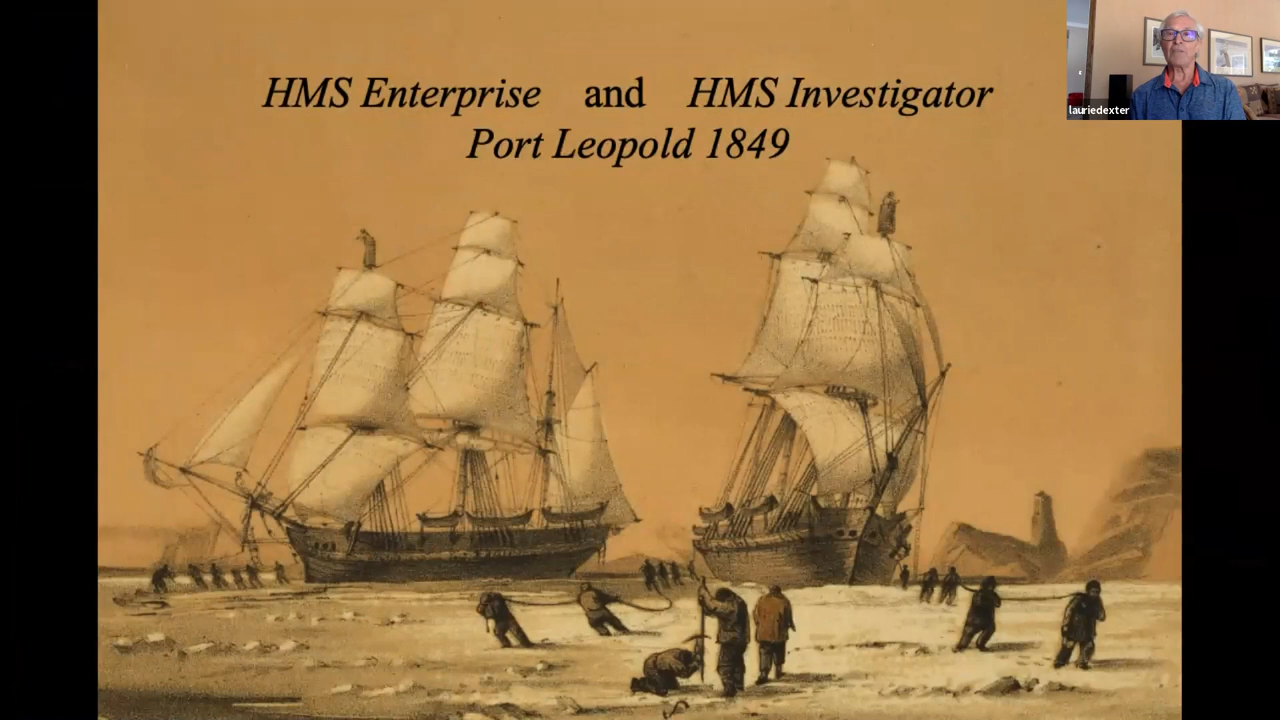 HMS Enterprise and HMS Investigator
Port Leopold 1849
lauriedexter